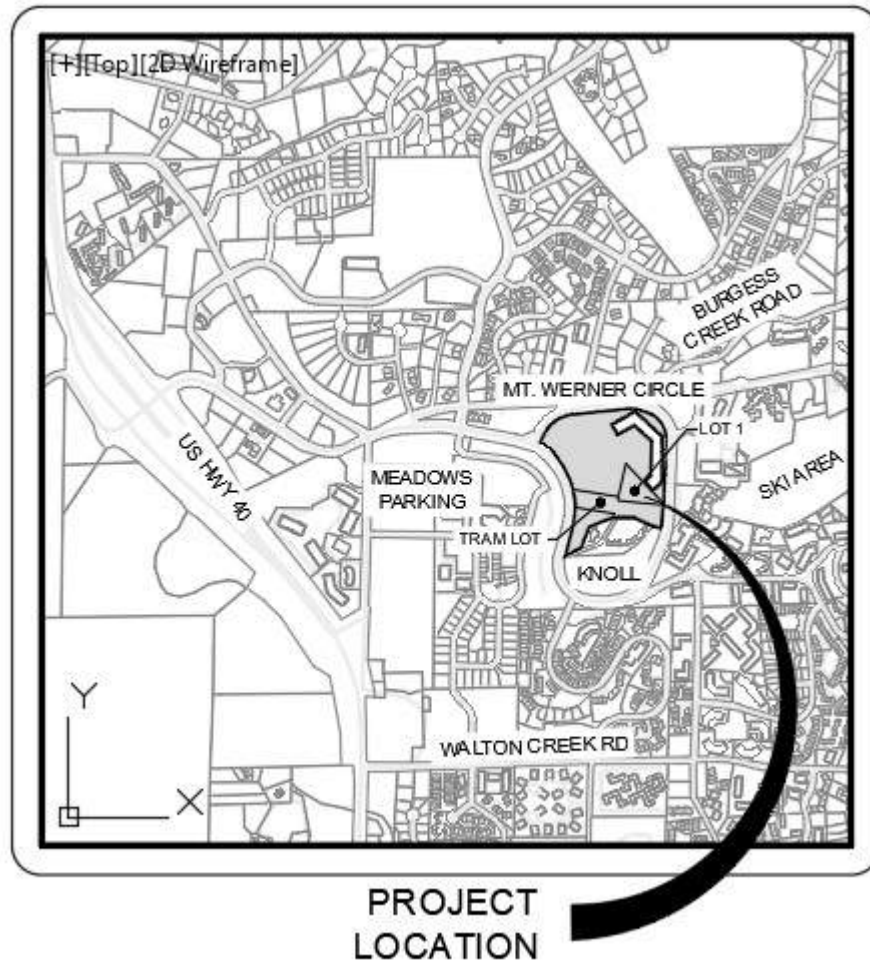 [+][Top][2D Wireframe]
BURGESS
CREEK ROAD
MT. WERNER CIRCLE
LOT 1
US HWY 40
MEADOWS
PARKING
SKI AREA
TRAM LOT
KNOLL
Y
WALTON CREEK RD
X
PROJECT
LOCATION